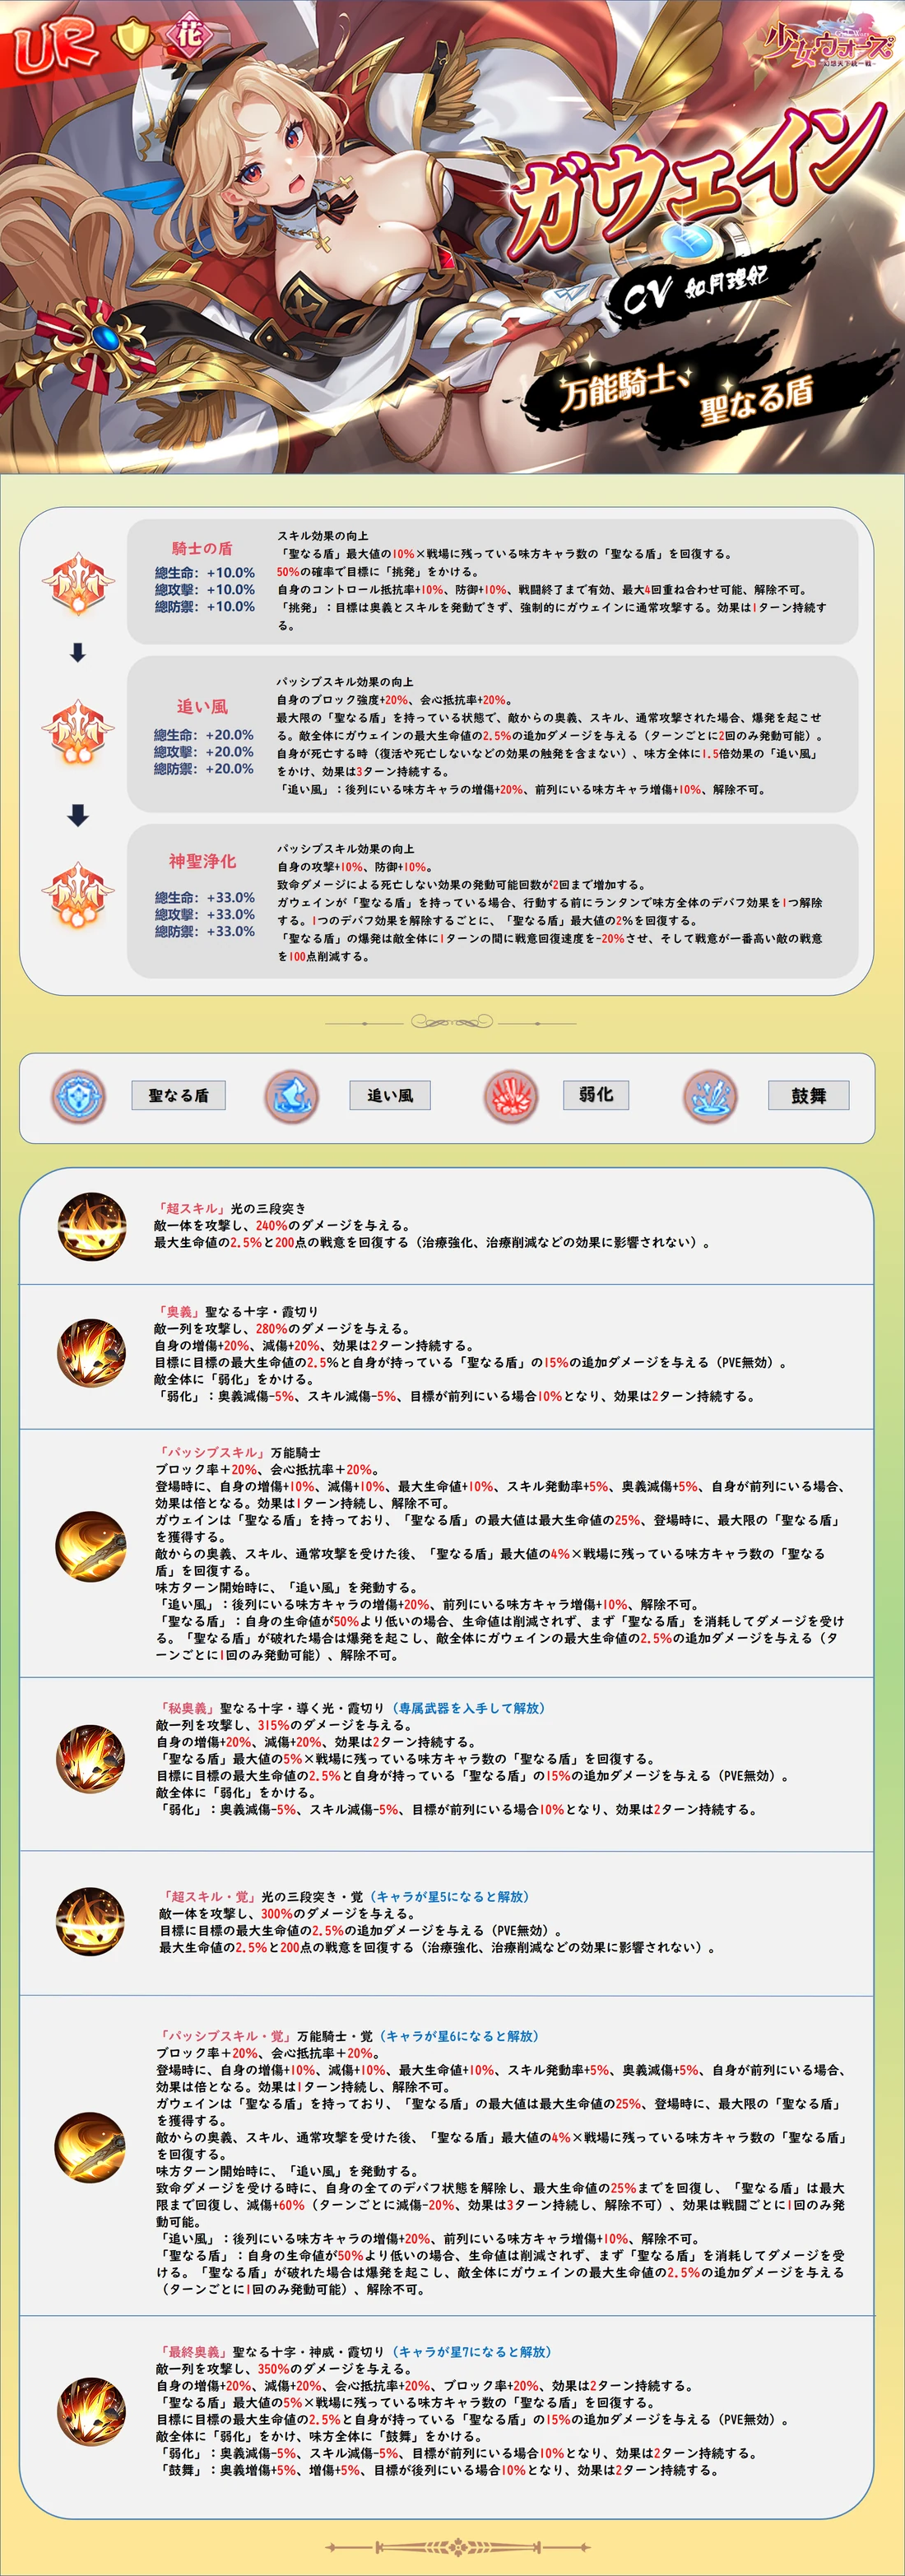 UR
花
少女ウォーズ
ガウェイン
CV 如月理妃
万能騎士、
聖なる盾
騎士の盾
總生命: +10.0%
總攻擊: +10.0%
總防禦: +10.0%
スキル効果の向上
「聖なる盾」最大値の10%×戦場に残っている味方キャラ数の「聖なる盾」を回復する。
50%の確率で目標に「挑発」をかける。
自身のコントロール抵抗率+10%、防御+10%、戦闘終了まで有効、最大4回重ね合わせ可能、解除不可。
「挑発」：目標は奥義とスキルを発動できず、強制的にガウェインに通常攻撃する。効果は1ターン持続す
る。
追い風
總生命: +20.0%
總攻擊: +20.0%
總防禦: +20.0%
パッシブスキル効果の向上
自身のブロック強度+20%、会心抵抗率+20%。
最大限の「聖なる盾」を持っている状態で、敵からの奥義、スキル、通常攻撃された場合、爆発を起こせ
る。敵全体にガウェインの最大生命値の2.5%の追加ダメージを与える（ターンごとに2回のみ発動可能）。
自身が死亡する時（復活や死亡しないなどの効果の触発を含まない）、味方全体に1.5倍効果の「追い風」
をかけ、効果は3ターン持続する。
「追い風」：後列にいる味方キャラの増傷+20%、前列にいる味方キャラ増傷+10%、解除不可。
神聖浄化
總生命: +33.0%
總攻擊: +33.0%
總防禦: +33.0%
パッシブスキル効果の向上
自身の攻撃+10%、防御+10%。
致命ダメージによる死亡しない効果の発動可能回数が2回まで増加する。
ガウェインが「聖なる盾」を持っている場合、行動する前にランタンで味方全体のデバフ効果を1つ解除
する。1つのデバフ効果を解除するごとに、「聖なる盾」最大値の2%を回復する。
「聖なる盾」の爆発は敵全体に1ターンの間に戦意回復速度を-20%させ、そして戦意が一番高い敵の戦意
を100点削減する。
聖なる盾
追い風
弱化
鼓舞
「超スキル」光の三段突き
敵一体を攻撃し、240%のダメージを与える。
最大生命値の2.5%と200点の戦意を回復する（治療強化、治療削減などの効果に影響されない）。
「奥義」聖なる十字・霞切り
敵一列を攻撃し、280%のダメージを与える。
自身の増傷+20%、減傷+20%、効果は2ターン持続する。
目標に目標の最大生命値の2.5%と自身が持っている「聖なる盾」の15%の追加ダメージを与える（PVE無効）。
敵全体に「弱化」をかける。
「弱化」：奥義減傷-5%、スキル減傷-5%、目標が前列にいる場合10%となり、効果は2ターン持続する。
「パッシブスキル」万能騎士
ブロック率＋20%、会心抵抗率＋20%。
登場時に、自身の増傷+10%、減傷+10%、最大生命値+10%、スキル発動率+5%、奥義減傷+5%、自身が前列にいる場合、
効果は倍となる。効果は1ターン持続し、解除不可。
ガウェインは「聖なる盾」を持っており、「聖なる盾」の最大値は最大生命値の25%、登場時に、最大限の「聖なる盾」
を獲得する。
敵からの奥義、スキル、通常攻撃を受けた後、「聖なる盾」最大値の4%×戦場に残っている味方キャラ数の「聖なる
盾」を回復する。
味方ターン開始時に、「追い風」を発動する。
「追い風」：後列にいる味方キャラの増傷+20%、前列にいる味方キャラ増傷+10%、解除不可。
「聖なる盾」：自身の生命値が50%より低いの場合、生命値は削減されず、まず「聖なる盾」を消耗してダメージを受け
る。「聖なる盾」が破れた場合は爆発を起こし、敵全体にガウェインの最大生命値の2.5%の追加ダメージを与える（タ
ーンごとに1回のみ発動可能）、解除不可。
「秘奥義」聖なる十字・導く光・霞切り（専属武器を入手して解放）
敵一列を攻撃し、315%のダメージを与える。
自身の増傷+20%、減傷+20%、効果は2ターン持続する。
「聖なる盾」最大値の5%×戦場に残っている味方キャラ数の「聖なる盾」を回復する。
目標に目標の最大生命値の2.5%と自身が持っている「聖なる盾」の15%の追加ダメージを与える（PVE無効）。
敵全体に「弱化」をかける。
「弱化」：奥義減傷-5%、スキル減傷-5%、目標が前列にいる場合10%となり、効果は2ターン持続する。
「超スキル・覚」光の三段突き・覚（キャラが星5になると解放）
敵一体を攻撃し、300%のダメージを与える。
目標に目標の最大生命値の2.5%の追加ダメージを与える（PVE無効）。
最大生命値の2.5%と200点の戦意を回復する（治療強化、治療削減などの効果に影響されない）。
「パッシブスキル・覚」万能騎士・覚（キャラが星6になると解放）
ブロック率＋20%、会心抵抗率＋20%。
登場時に、自身の増傷+10%、減傷+10%、最大生命値+10%、スキル発動率+5%、奥義減傷+5%、自身が前列にいる場合、
効果は倍となる。効果は1ターン持続し、解除不可。
ガウェインは「聖なる盾」を持っており、「聖なる盾」の最大値は最大生命値の25%、登場時に、最大限の「聖なる盾」
を獲得する。
敵からの奥義、スキル、通常攻撃を受けた後、「聖なる盾」最大値の4%×戦場に残っている味方キャラ数の「聖なる盾」
を回復する。
味方ターン開始時に、「追い風」を発動する。
致命ダメージを受ける時に、自身の全てのデバフ状態を解除し、最大生命値の25%までを回復し、「聖なる盾」は最大
限まで回復し、減傷+60%（ターンごとに減傷-20%、効果は3ターン持続し、解除不可）、効果は戦闘ごとに1回のみ発
動可能。
「追い風」：後列にいる味方キャラの増傷+20%、前列にいる味方キャラ増傷+10%、解除不可。
「聖なる盾」：自身の生命値が50%より低いの場合、生命値は削減されず、まず「聖なる盾」を消耗してダメージを受
ける。「聖なる盾」が破れた場合は爆発を起こし、敵全体にガウェインの最大生命値の2.5%の追加ダメージを与える
（ターンごとに1回のみ発動可能）、解除不可。
「最終奥義」聖なる十字・神威・霞切り（キャラが星7になると解放）
敵一列を攻撃し、350%のダメージを与える。
自身の増傷+20%、減傷+20%、会心抵抗率+20%、ブロック率+20%、効果は2ターン持続する。
「聖なる盾」最大値の5%×戦場に残っている味方キャラ数の「聖なる盾」を回復する。
目標に目標の最大生命値の2.5%と自身が持っている「聖なる盾」の15%の追加ダメージを与える（PVE無効）。
敵全体に「弱化」をかけ、味方全体に「鼓舞」をかける。
「弱化」：奥義減傷-5%、スキル減傷-5%、目標が前列にいる場合10%となり、効果は2ターン持続する。
「鼓舞」：奥義増傷+5%、増傷+5%、目標が後列にいる場合10%となり、効果は2ターン持続する。